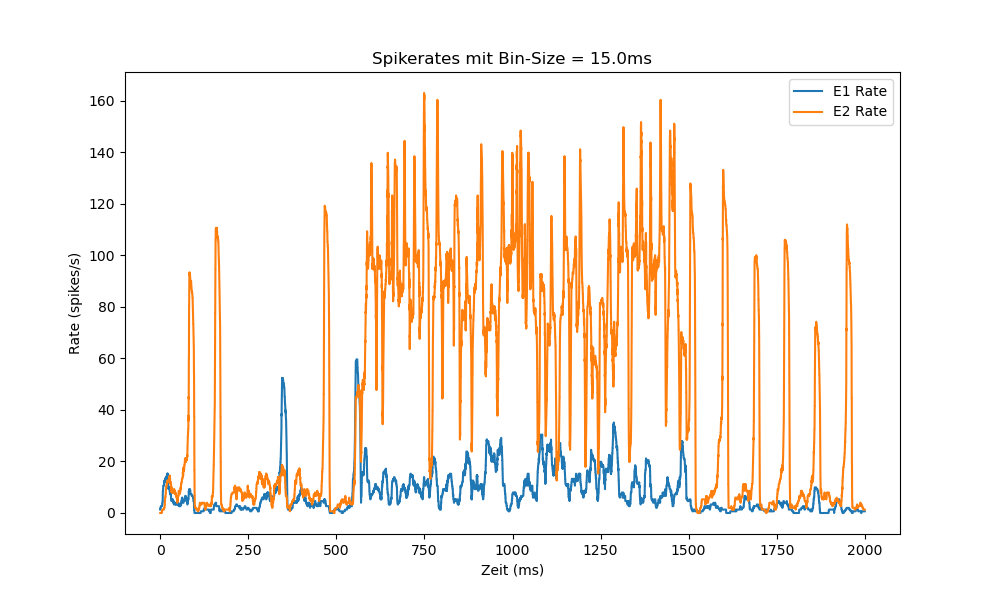 Spikerates mit Bin-Size = 15.0ms
E1 Rate
E2 Rate
160
140
120
100
80
60
40
20
0
Rate (spikes/s)
0 250 500 750 1000 1250 1500 1750 2000
Zeit (ms)